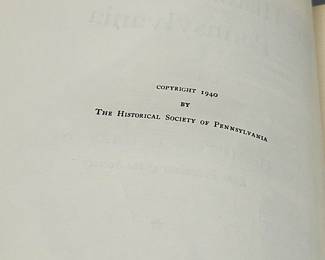 COPYRIGHT 1940
BY
THE HISTORICAL SOCIETY OF PENNSYLVANIA